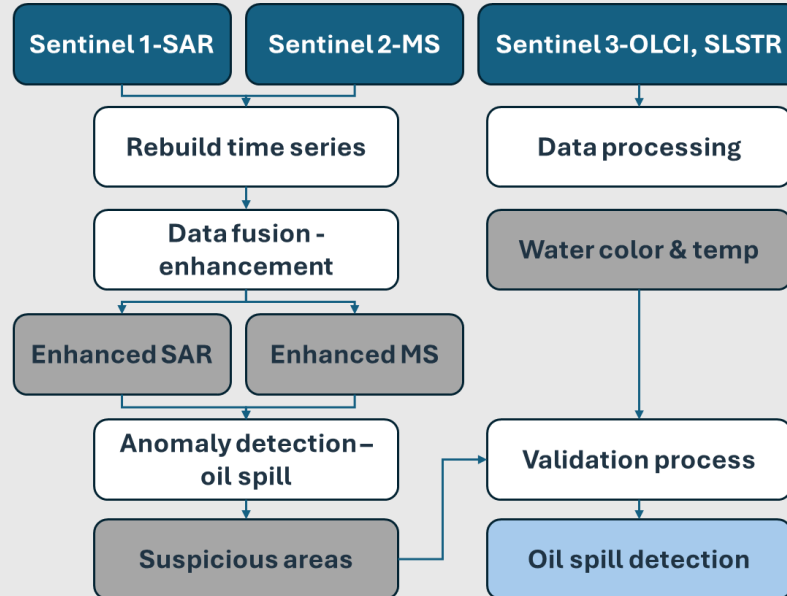 Sentinel 1-SAR
Sentinel 2-MS
Sentinel 3-OLCI, SLSTR
Rebuild time series
Data processing
Data fusion -
enhancement
Water color & temp
Enhanced SAR
Enhanced MS
Anomaly detection –
oil spill
Validation process
Suspicious areas
Oil spill detection